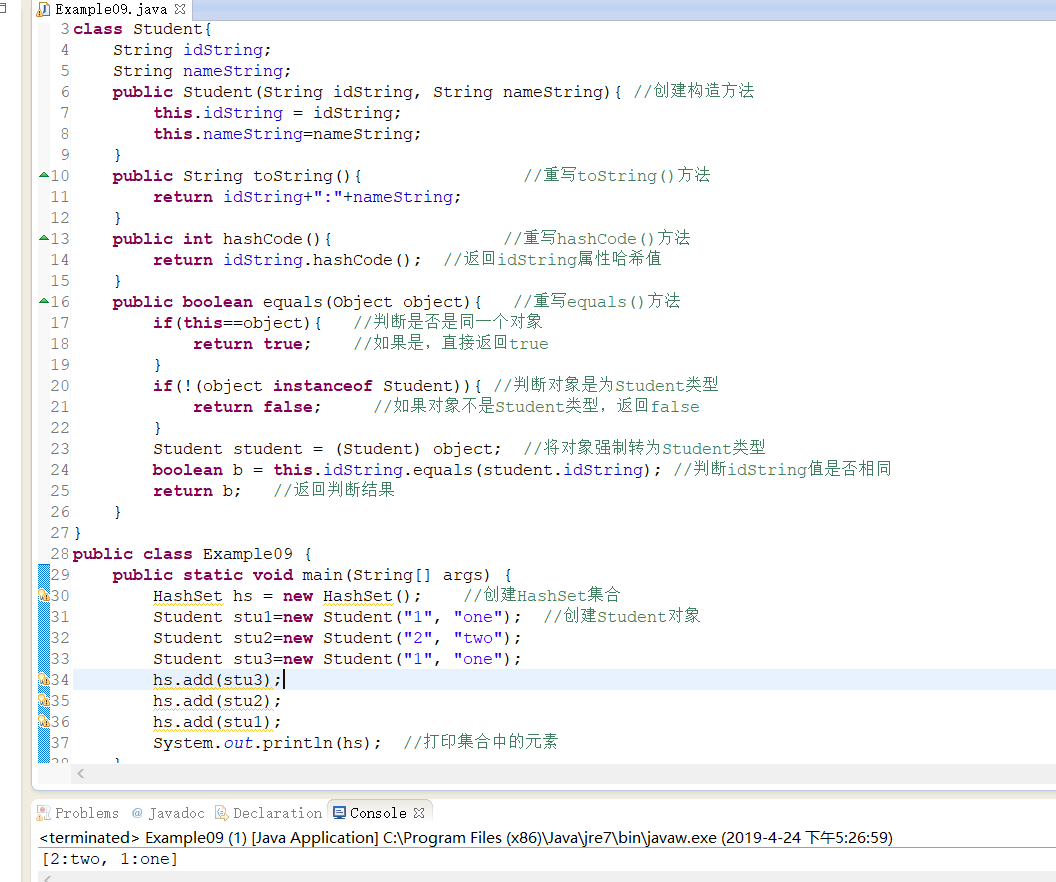 Example09.java
3 class Student{
4 String idString;
5 String nameString;
6 public Student(String idString, String nameString){ //创建构造方法
7 this.idString = idString;
8 this.nameString=nameString;
9 }
10 public String toString(){ //重写toString()方法
11 return idString+":"+nameString;
12 }
13 public int hashCode(){ //重写hashCode()方法
14 return idString.hashCode(); //返回idString属性哈希值
15 }
16 public boolean equals(Object object){ //重写equals()方法
17 if(this==object){ //判断是否是同一个对象
18 return true; //如果是，直接返回true
19 }
20 if(!(object instanceof Student)){ //判断对象是为Student类型
21 return false; //如果对象不是Student类型，返回false
22 }
23 Student student = (Student) object; //将对象强制转为Student类型
24 boolean b = this.idString.equals(student.idString); //判断idString值是否相同
25 return b; //返回判断结果
26 }
27 }
28 public class Example09 {
29 public static void main(String[] args) {
30 HashSet hs = new HashSet(); //创建HashSet集合
31 Student stu1=new Student("1", "one"); //创建Student对象
32 Student stu2=new Student("2", "two");
33 Student stu3=new Student("1", "one");
34 hs.add(stu3);
35 hs.add(stu2);
36 hs.add(stu1);
37 System.out.println(hs); //打印集合中的元素
Problems @ Javadoc Declaration Console
<terminated> Example09 (1) [Java Application] C:\Program Files (x86)\Java\jre7\bin\javaw.exe (2019-4-24 下午5:26:59)
[2:two, 1:one]